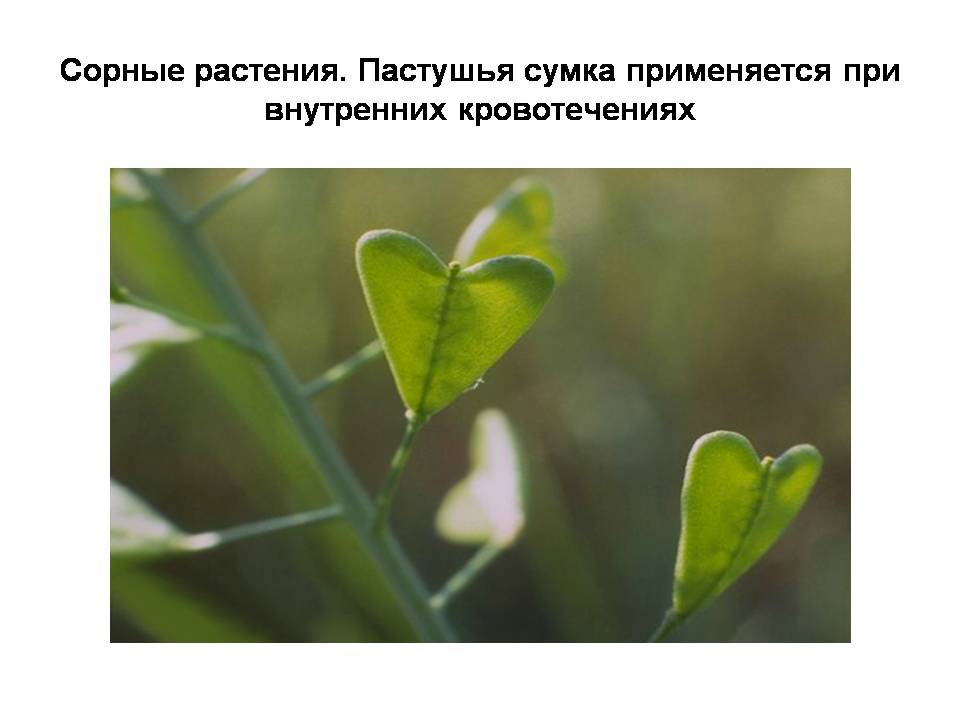 Сорные растения. Пастушья сумка применяется при
внутренних кровотечениях